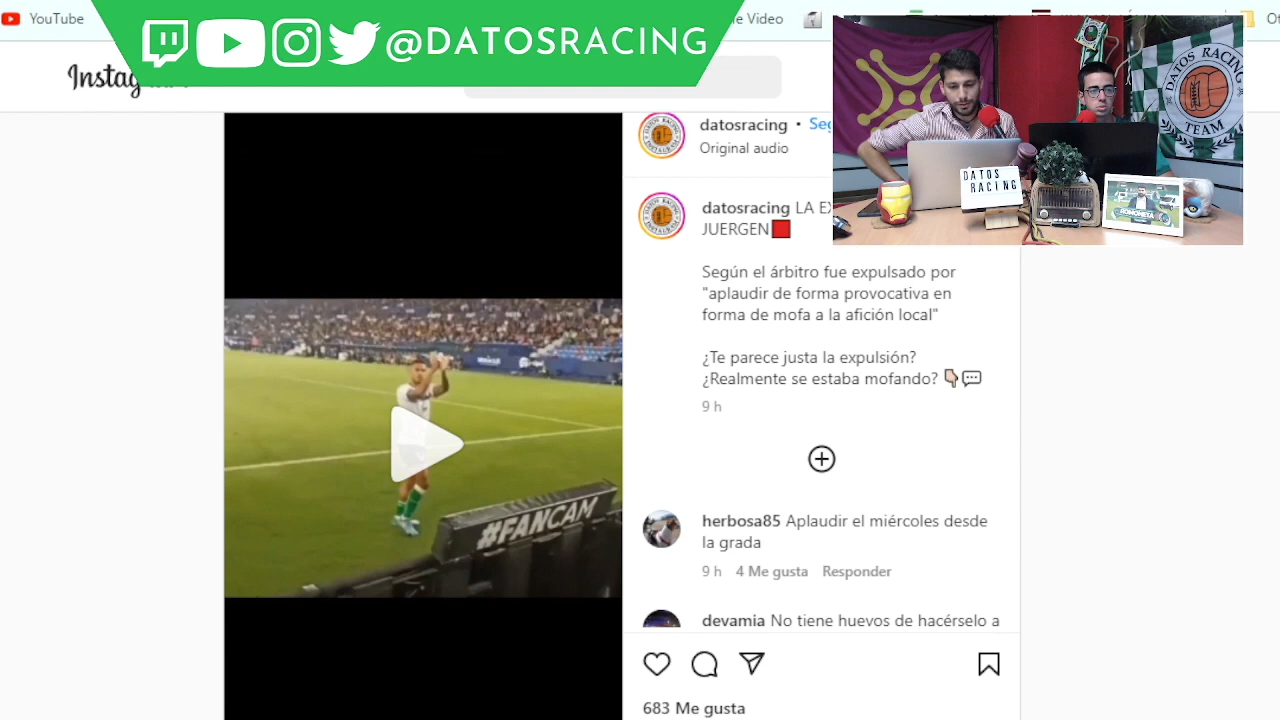 YouTube
@DATOSRACING
e Video
Instag
datosracing •
Original audio
datosracing LA
JUERGEN
Según el árbitro fue expulsado por
"aplaudir de forma provocativa en
forma de mofa a la afición local"
¿Te parece justa la expulsión?
¿Realmente se estaba mofando?
9 h
herbosa85 Aplaudir el miércoles desde
la grada
9 h 4 Me gusta Responder
devamia No tiene huevos de hacérselo a
683 Me gusta
#FANCAM
DATOS RACING
TEAM
DATOS
RACING